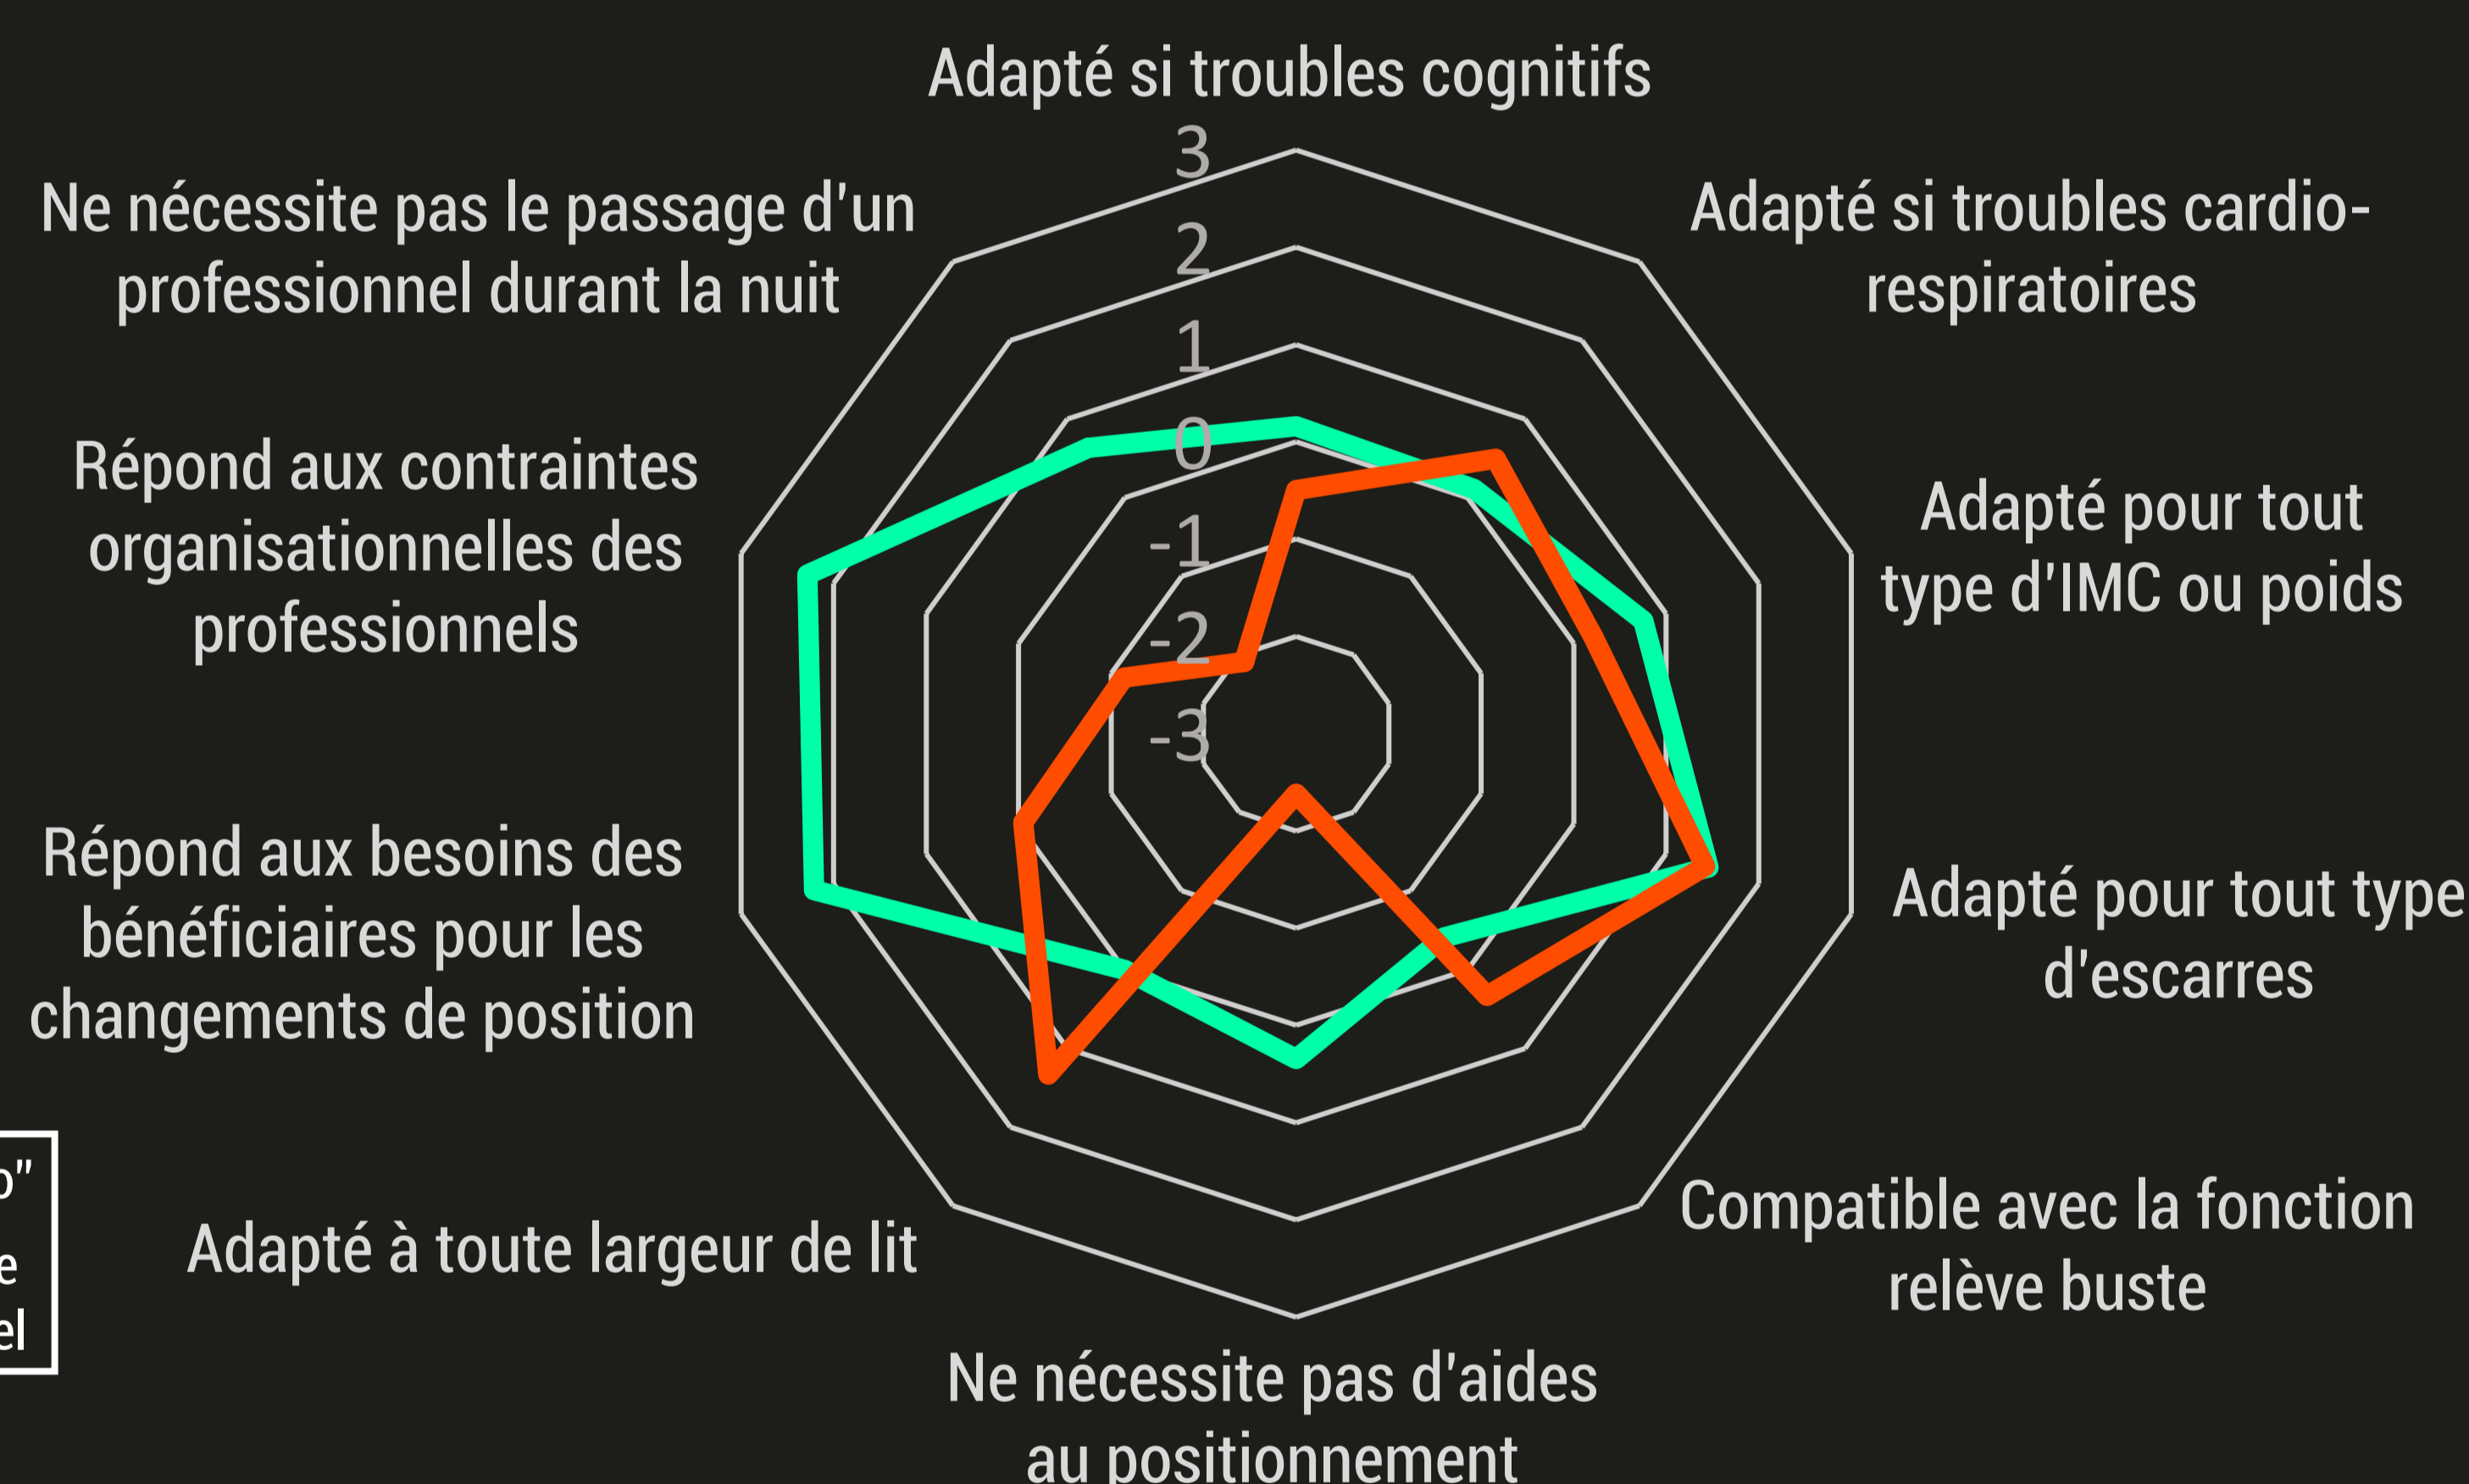 Adapté si troubles cognitifs
3
2
1
0
-1
-2
-3
Adapté si troubles cardio-
respiratoires
Adapté pour tout
type d'IMC ou poids
Adapté pour tout type
d'escarres
Compatible avec la fonction
relève buste
Ne nécessite pas d’aides
au positionnement
Adapté à toute largeur de lit
Répond aux besoins des
bénéficiaires pour les
changements de position
Répond aux contraintes
organisationnelles des
professionnels
Ne nécessite pas le passage d'un
professionnel durant la nuit